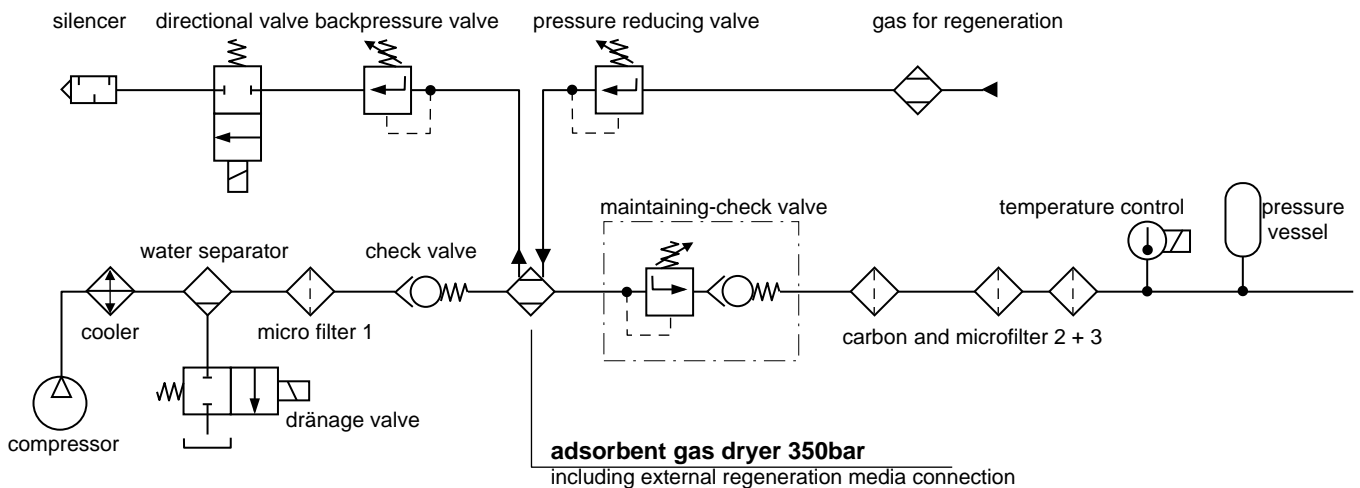 silencer
directional valve
backpressure valve
pressure reducing valve
gas for regeneration
maintaining-check valve
temperature control
pressure
vessel
water separator
check valve
cooler
micro filter 1
carbon and microfilter 2 + 3
dränage valve
compressor
adsorbent gas dryer 350bar
including external regeneration media connection